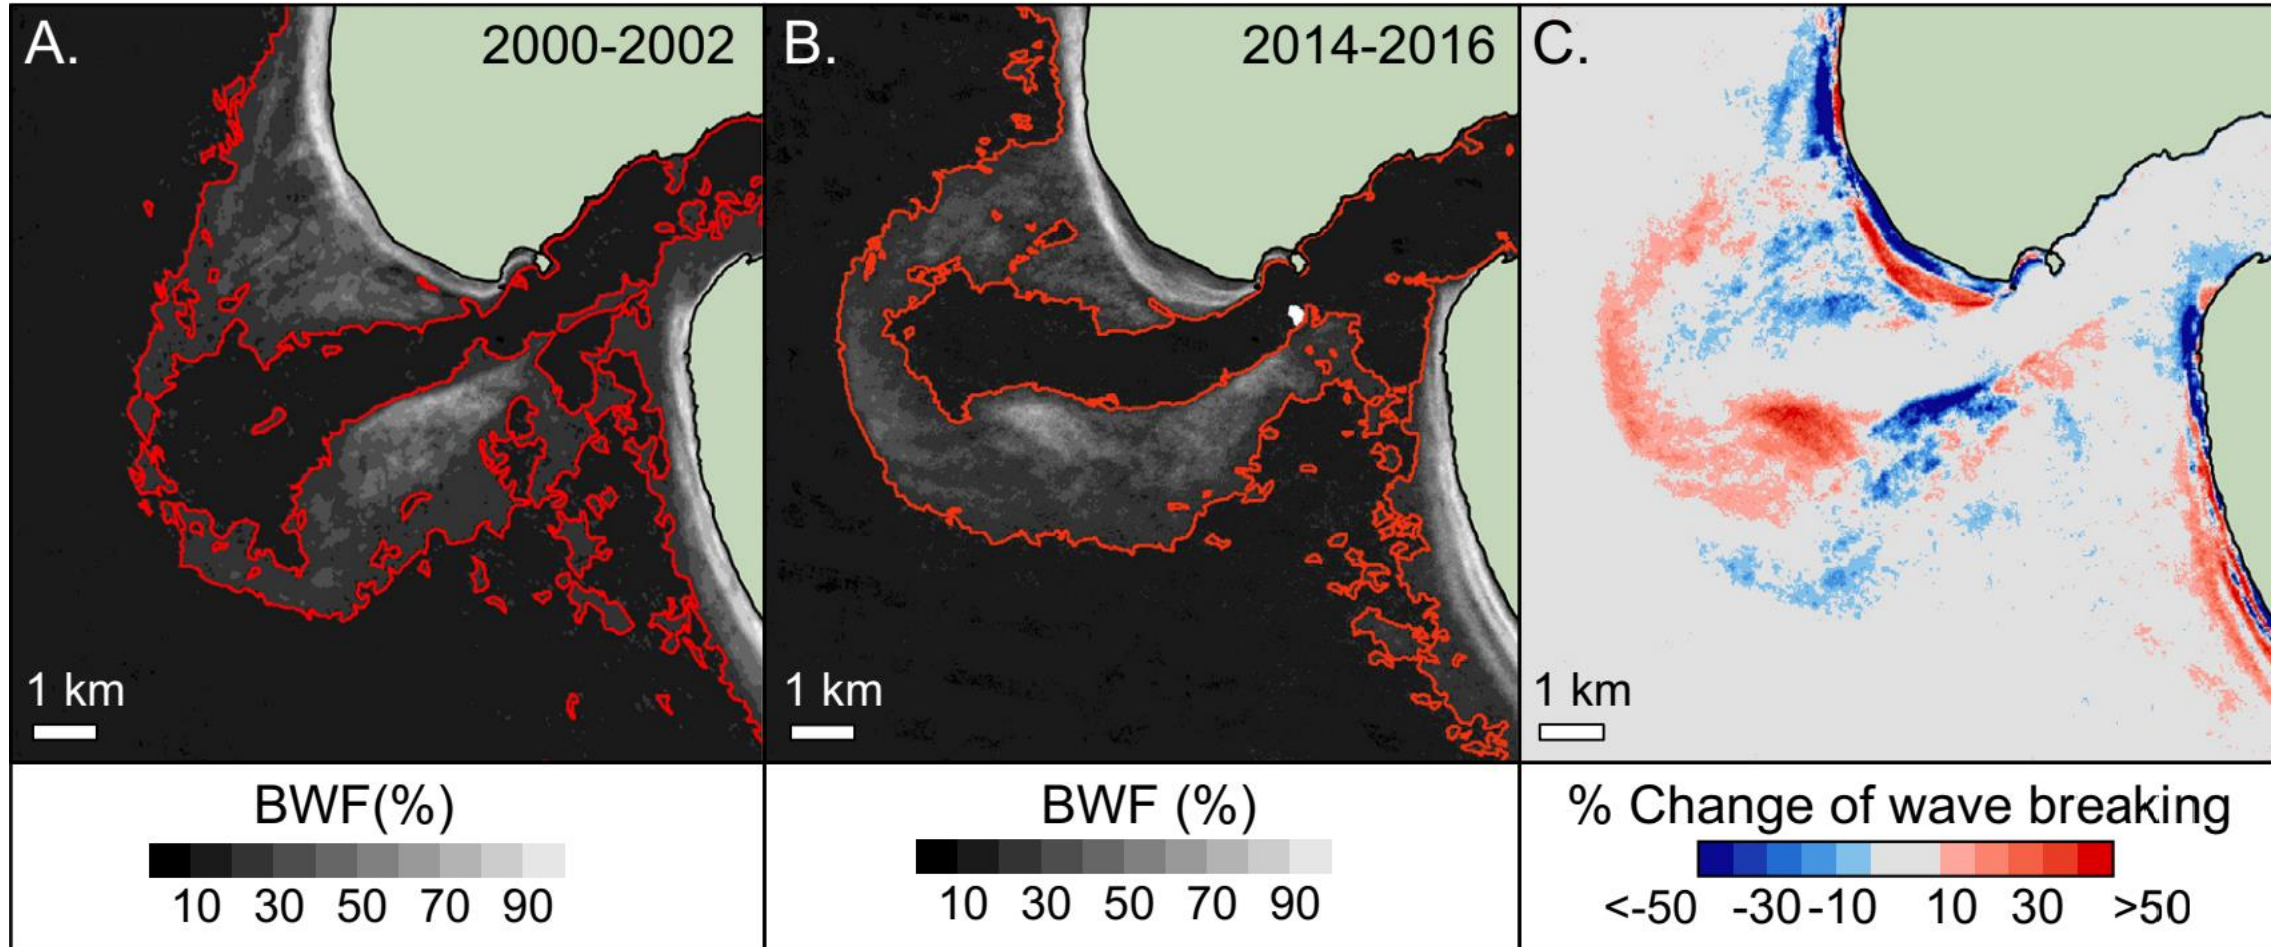 A. 2000-2002
B. 2014-2016
C.
1 km
1 km
1 km
BWF(%)
10 30 50 70 90
BWF (%)
10 30 50 70 90
% Change of wave breaking
<-50 -30 -10 10 30 >50